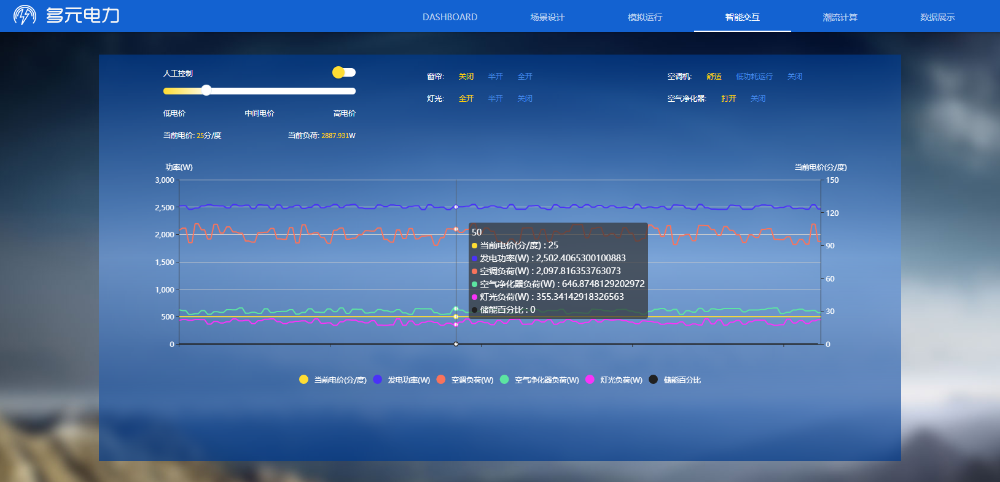 多元电力
DASHBOARD 场景设计 模拟运行 智能交互 潮流计算 数据展示
人工控制
低电价 中间电价 高电价
当前电价: 25分/度 当前负荷: 2887.931W
窗帘: 关闭 半开 全开
灯光: 全开 半开 关闭
空调机: 舒适 低功耗运行 关闭
空气净化器: 打开 关闭
功率(W)
当前电价(分/度)
3,000
2,500
2,000
1,500
1,000
500
0
150
120
90
60
30
0
50
当前电价(分/度) : 25
发电功率(W) : 2,502.4065300100883
空调负荷(W) : 2,097.816353763073
空气净化器负荷(W) : 646.8748129202972
灯光负荷(W) : 355.34142918326563
储能百分比 : 0
当前电价(分/度) 发电功率(W) 空调负荷(W) 空气净化器负荷(W) 灯光负荷(W) 储能百分比